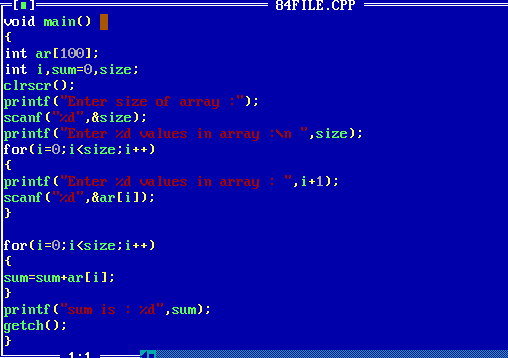 [■] 84FILE.CPP
void main()
{
int ar[100];
int i,sum=0,size;
clrscr();
printf("Enter size of array :");
scanf("%d",&size);
printf("Enter %d values in array :\n ",size);
for(i=0;i<size;i++)
{
printf("Enter %d values in array : ",i+1);
scanf("%d",&ar[i]);
}
for(i=0;i<size;i++)
{
sum=sum+ar[i];
}
printf("sum is : %d",sum);
getch();
}
1:1